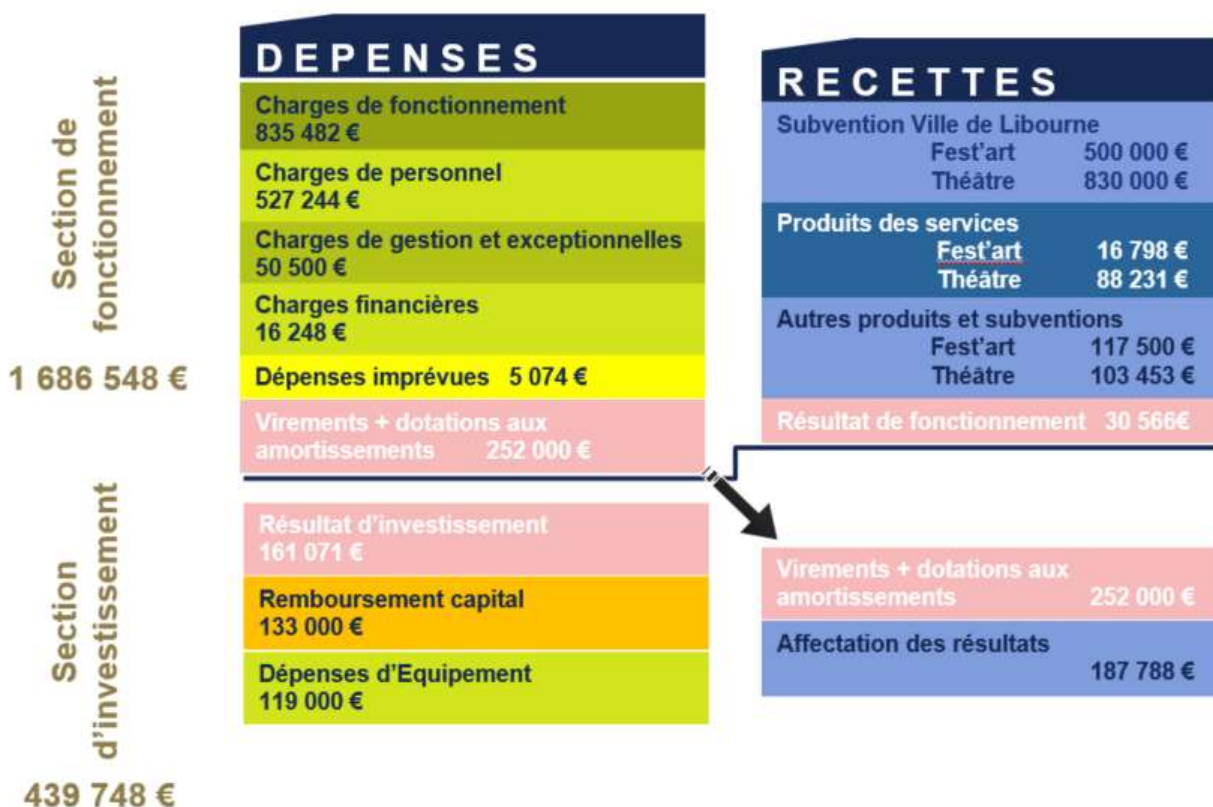 Section de
fonctionnement
1 686 548 €
DEPENSES
Charges de fonctionnement
835 482 €
Charges de personnel
527 244 €
Charges de gestion et exceptionnelles
50 500 €
Charges financières
16 248 €
Dépenses imprévues 5 074 €
Virements + dotations aux
amortissements 252 000 €
RECETTES
Subvention Ville de Libourne
Fest'art 500 000 €
Théâtre 830 000 €
Produits des services
Fest'art 16 798 €
Théâtre 88 231 €
Autres produits et subventions
Fest'art 117 500 €
Théâtre 103 453 €
Résultat de fonctionnement 30 566€
Section
d'investissement
439 748 €
Résultat d'investissement
161 071 €
Remboursement capital
133 000 €
Dépenses d'Equipement
119 000 €
Virements + dotations aux
amortissements 252 000 €
Affectation des résultats
187 788 €